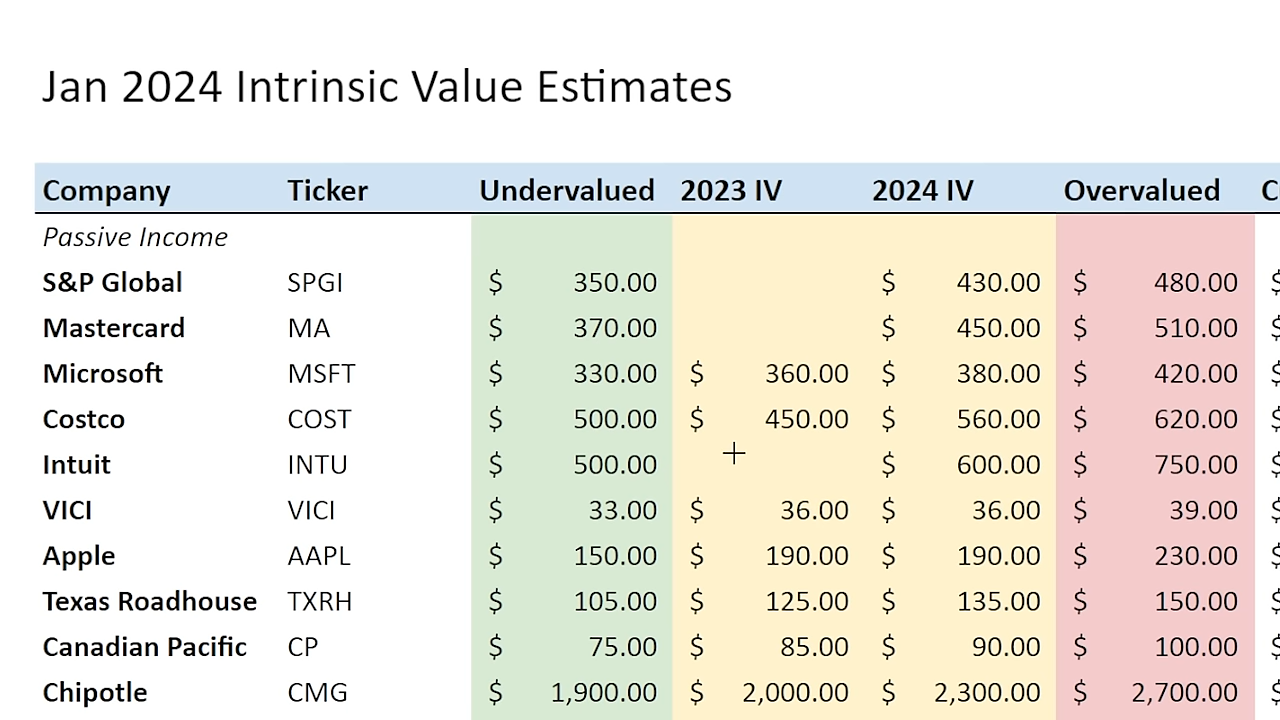 Jan 2024 Intrinsic Value Estimates
Company Ticker Undervalued 2023 IV 2024 IV Overvalued C
Passive Income
S&P Global SPGI $ 350.00 $ 430.00 $ 480.00 $
Mastercard MA $ 370.00 $ 450.00 $ 510.00 $
Microsoft MSFT $ 330.00 $ 360.00 $ 380.00 $ 420.00 $
Costco COST $ 500.00 $ 450.00 $ 560.00 $ 620.00 $
Intuit INTU $ 500.00 $ 600.00 $ 750.00 $
VICI VICI $ 33.00 $ 36.00 $ 36.00 $ 39.00 $
Apple AAPL $ 150.00 $ 190.00 $ 190.00 $ 230.00 $
Texas Roadhouse TXRH $ 105.00 $ 125.00 $ 135.00 $ 150.00 $
Canadian Pacific CP $ 75.00 $ 85.00 $ 90.00 $ 100.00 $
Chipotle CMG $ 1,900.00 $ 2,000.00 $ 2,300.00 $ 2,700.00 $